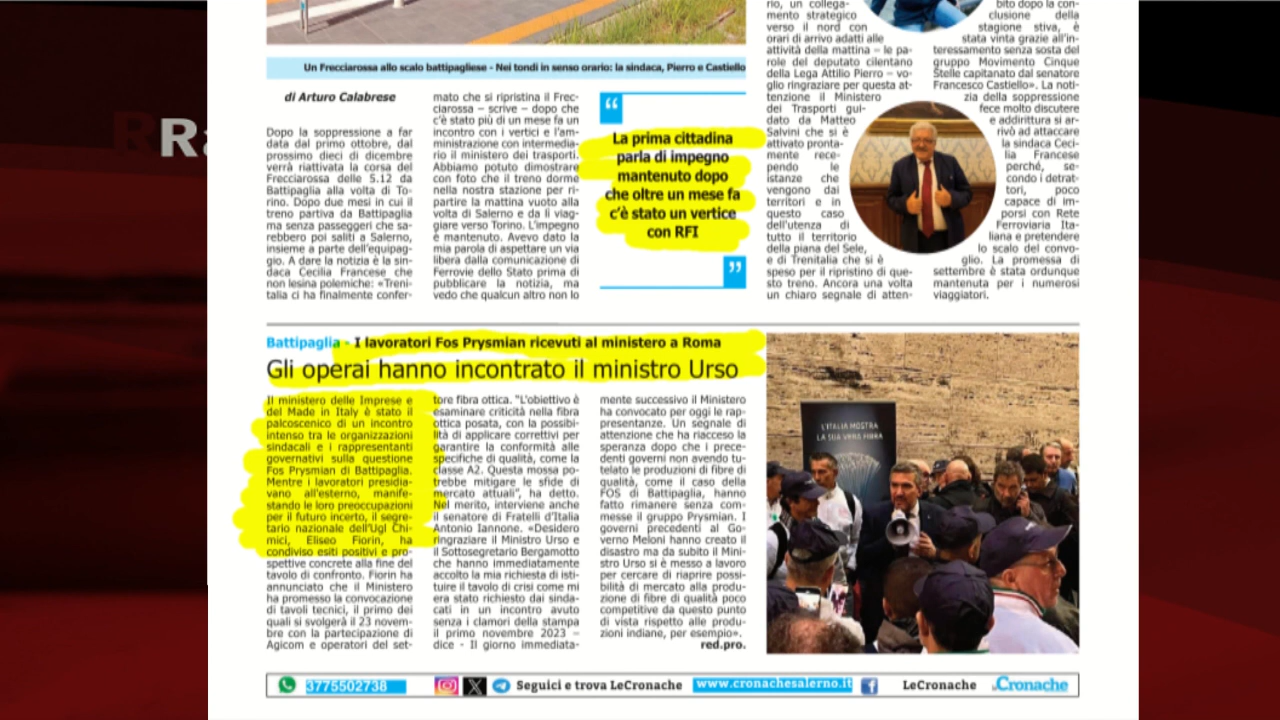 Un Frecciarossa allo scalo battipagliese - Nei tondi in senso orario: la sindaca, Pierro e Castiello
di Arturo Calabrese
Dopo la soppressione a far
data dal primo ottobre, dal
prossimo dieci di dicembre
verrà riattivata la corsa del
Frecciarossa delle 5.12 da
Battipaglia alla volta di To-
rino. Dopo due mesi in cui il
treno partiva da Battipaglia
ma senza passeggeri che sa-
rebbero poi saliti a Salerno,
insieme a parte dell'equipag-
gio. A dare la notizia è la sin-
daca Cecilia Francese che
non lesina polemiche: «Treni-
talia ci ha finalmente confer-
mato che si ripristina il Frec-
ciarossa – scrive – dopo che
c'è stato più di un mese fa un
incontro con i vertici e l'am-
ministrazione con intermedia-
rio il ministero dei trasporti.
Abbiamo potuto dimostrare
con foto che il treno dorme
nella nostra stazione per ri-
partire la mattina vuoto alla
volta di Salerno e da lì viag-
giare verso Torino. L'impegno
è mantenuto. Avevo dato la
mia parola di aspettare un via
libera dalla comunicazione di
Ferrovie dello Stato prima di
pubblicare la notizia, ma
vedo che qualcun altro non lo
“
La prima cittadina
parla di impegno
mantenuto dopo
che oltre un mese fa
c'è stato un vertice
con RFI
”
rio, un collega-
mento strategico
verso il nord con
orari di arrivo adatti alle
attività della mattina – le pa-
role del deputato cilentano
della Lega Attilio Pierro – vo-
glio ringraziare per questa at-
tenzione il Ministero
dei Trasporti gui-
dato da Matteo
Salvini che si è
attivato pronta-
mente rece-
pendo le
istanze che
vengono dai
territori e in
questo caso
dell'utenza di
tutto il territorio
della piana del Sele,
e di Trenitalia che si è
speso per il ripristino di que-
sto treno. Ancora una volta
un chiaro segnale di atten-
bito dopo la con-
clusione della
stagione stiva, è
stata vinta grazie all'in-
teressamento senza sosta del
gruppo Movimento Cinque
Stelle capitanato dal senatore
Francesco Castiello». La noti-
zia della soppressione
fece molto discutere
e addirittura si ar-
rivò ad attaccare
la sindaca Ceci-
lia Francese
perché, se-
condo i detrat-
tori, poco
capace di im-
porsi con Rete
Ferroviaria Ita-
liana e pretendere
lo scalo del convo-
glio. La promessa di
settembre è stata ordunque
mantenuta per i numerosi
viaggiatori.
Battipaglia - I lavoratori Fos Prysmian ricevuti al ministero a Roma
Gli operai hanno incontrato il ministro Urso
Il ministero delle Imprese e
del Made in Italy è stato il
palcoscenico di un incontro
intenso tra le organizzazioni
sindacali e i rappresentanti
governativi sulla questione
Fos Prysmian di Battipaglia.
Mentre i lavoratori presidia-
vano all'esterno, manife-
stando le loro preoccupazioni
per il futuro incerto, il segre-
tario nazionale dell'Ugl Chi-
mici, Eliseo Fiorin, ha
condiviso esiti positivi e pro-
spettive concrete alla fine del
tavolo di confronto. Fiorin ha
annunciato che il Ministero
ha promesso la convocazione
di tavoli tecnici, il primo dei
quali si svolgerà il 23 novem-
bre con la partecipazione di
Agicom e operatori del set-
tore fibra ottica. "L'obiettivo è
esaminare criticità nella fibra
ottica posata, con la possibi-
lità di applicare correttivi per
garantire la conformità alle
specifiche di qualità, come la
classe A2. Questa mossa po-
trebbe mitigare le sfide di
mercato attuali", ha detto.
Nel merito, interviene anche
il senatore di Fratelli d'Italia
Antonio Iannone. «Desidero
ringraziare il Ministro Urso e
il Sottosegretario Bergamotto
che hanno immediatamente
accolto la mia richiesta di isti-
tuire il tavolo di crisi come mi
era stato richiesto dai sinda-
cati in un incontro avuto
senza i clamori della stampa
il primo novembre 2023 –
dice - Il giorno immediata-
mente successivo il Ministero
ha convocato per oggi le rap-
presentanze. Un segnale di
attenzione che ha riacceso la
speranza dopo che i prece-
denti governi non avendo tu-
telato le produzioni di fibre di
qualità, come il caso della
FOS di Battipaglia, hanno
fatto rimanere senza com-
messe il gruppo Prysmian. I
governi precedenti al Go-
verno Meloni hanno creato il
disastro ma da subito il Mini-
stro Urso si è messo a lavoro
per cercare di riaprire possi-
bilità di mercato alla produ-
zione di fibre di qualità poco
competitive da questo punto
di vista rispetto alle produ-
zioni indiane, per esempio».
red.pro.
L'ITALIA MOSTRA
LA SUA VERA FIBRA
3775502738
Seguici e trova LeCronache
www.cronachesalerno.it
LeCronache
leCronache